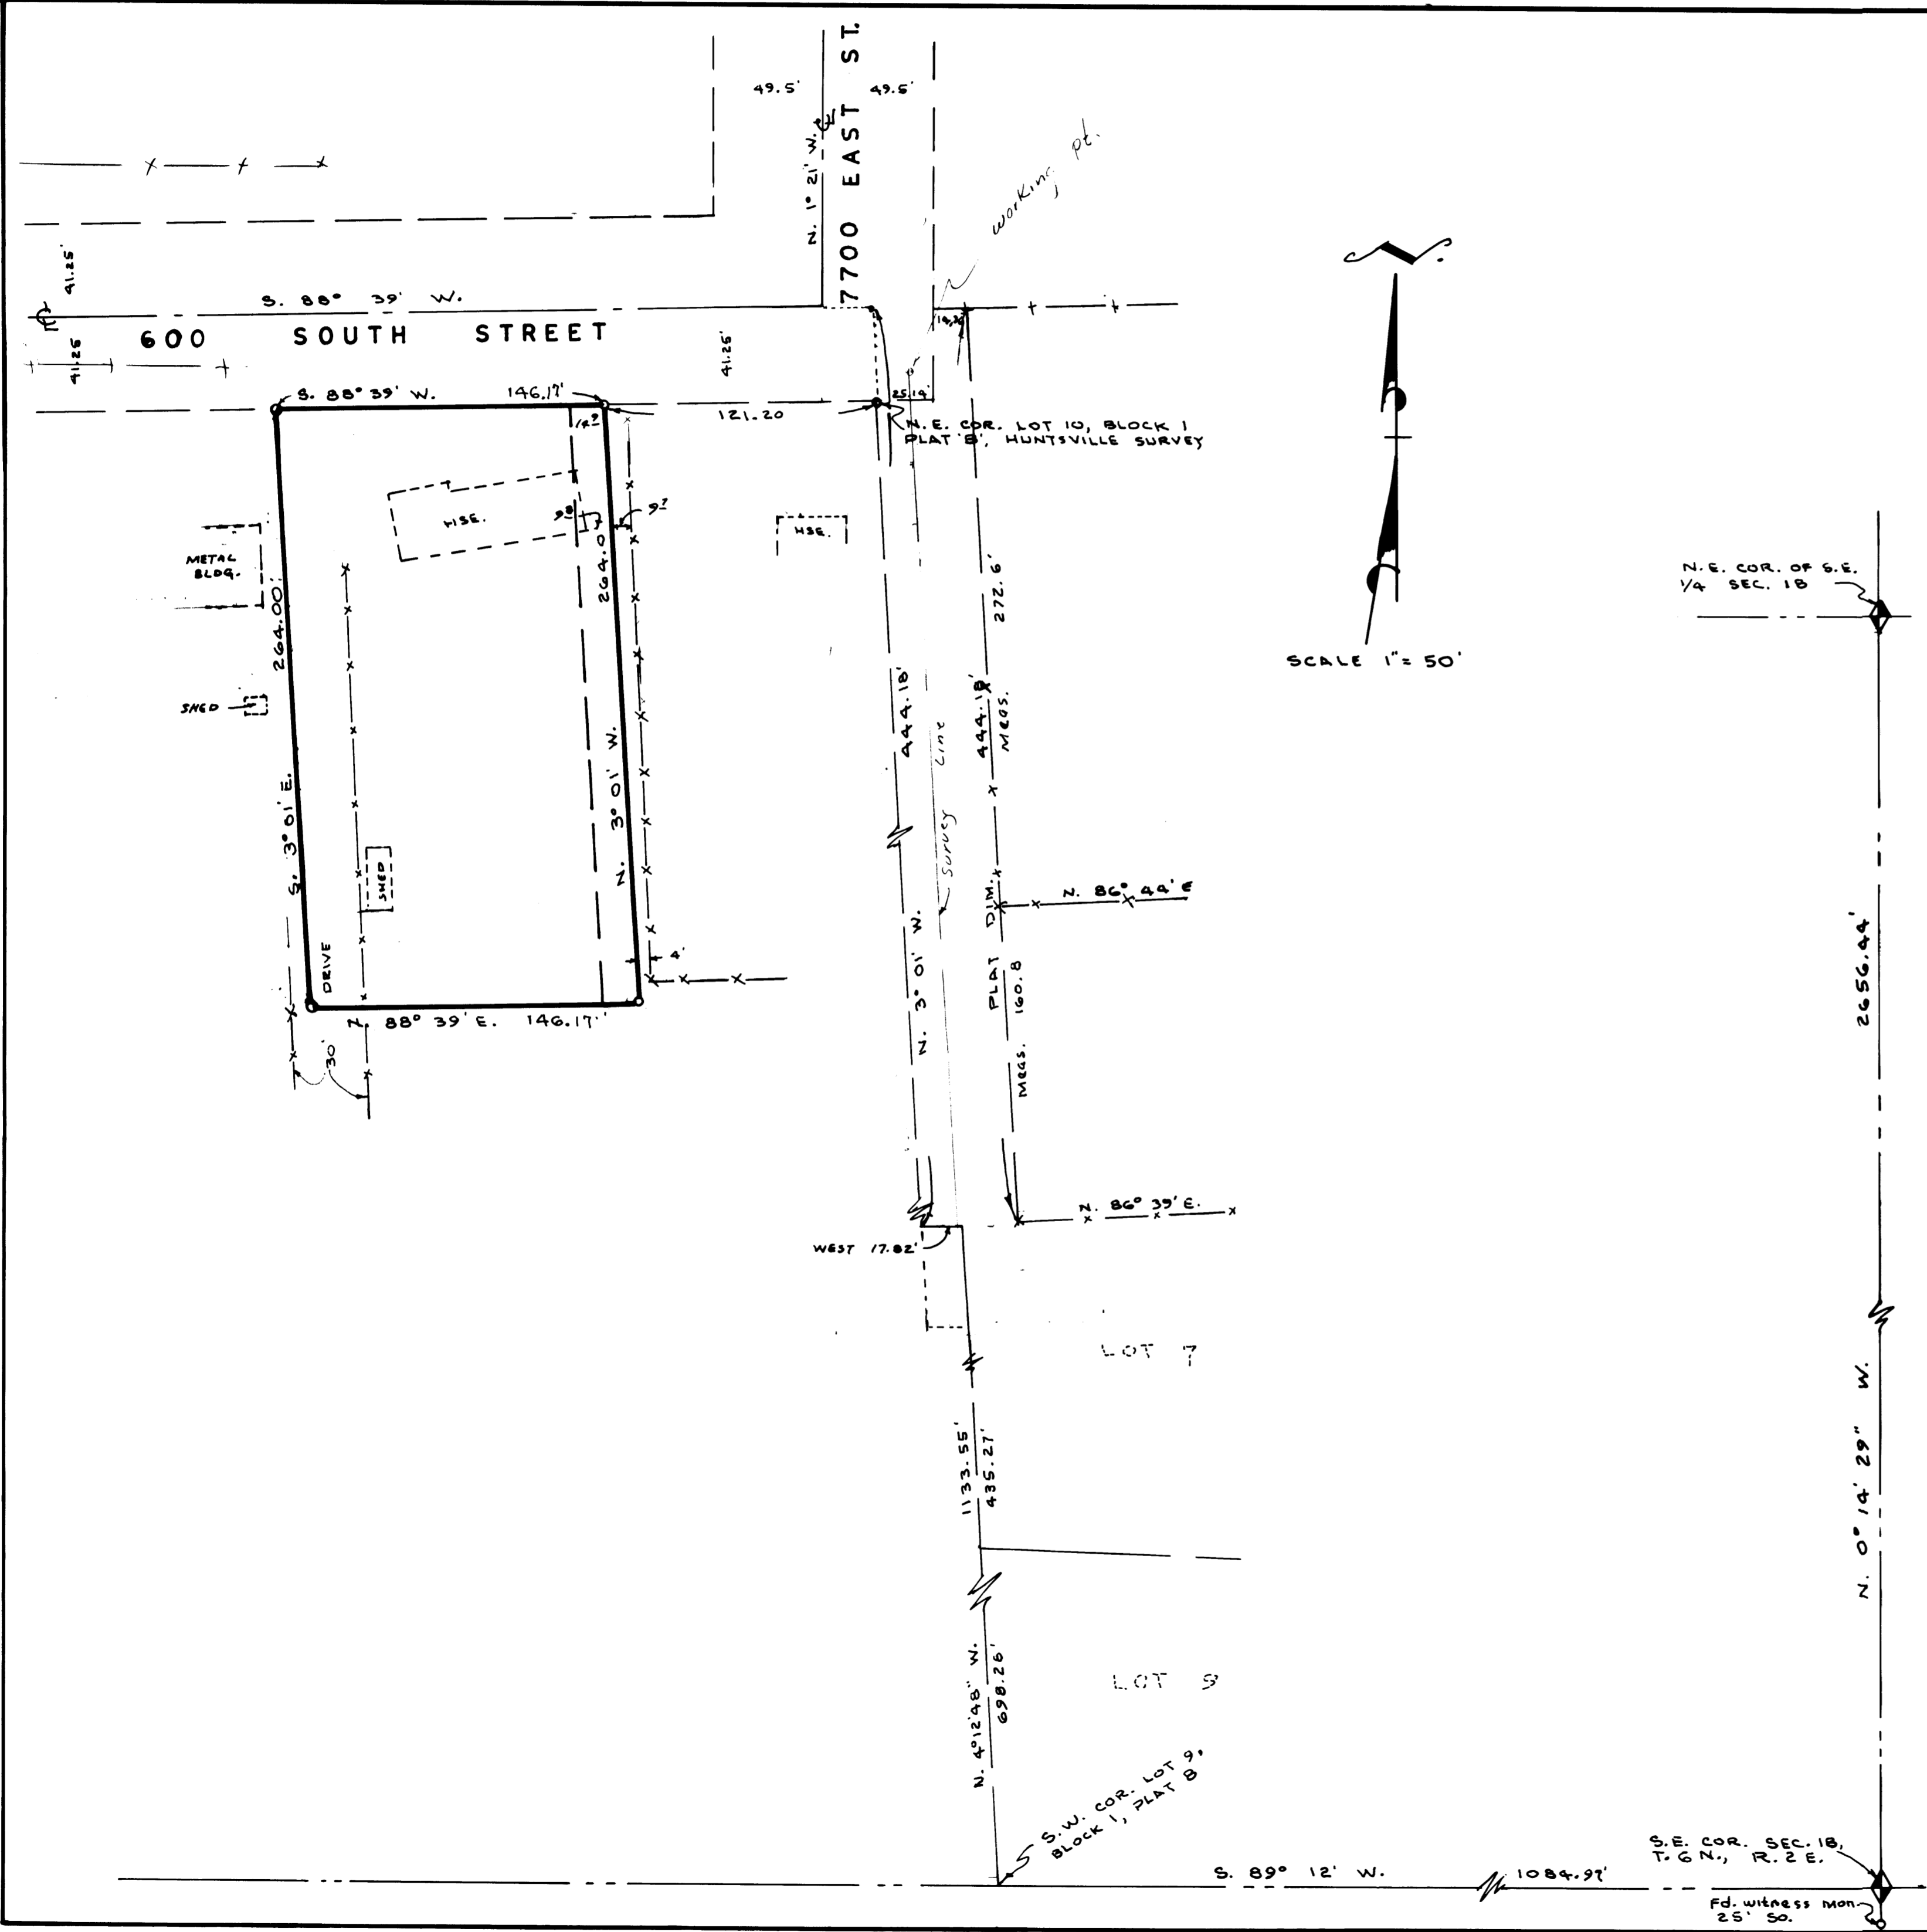 49.5'
49.5'
7700 EAST ST.
N. 1° 21' W.
working pt.
N.
SCALE 1"= 50'
41.25'
41.25'
S. 88° 39' W.
600 SOUTH STREET
41.25'
S. 88° 39' W. 146.17'
121.20
25.14'
N.E. COR. LOT 10, BLOCK 1
PLAT 'B', HUNTSVILLE SURVEY
HSE.
9⁸
9⁷
HSE.
METAL
BLDG.
264.00'
264.0
SHED
S. 3° 01' E.
N. 3° 01' W.
SHED
DRIVE
4'
N. 88° 39' E. 146.17'
30'
272.6'
444.18'
444.18'
Meas.
Survey Line
PLAT DIM.
N. 86° 44' E
N. 3° 01' W.
Meas. 160.8
N. 86° 39' E.
WEST 17.82'
LOT 7
1133.55'
435.27'
N. 4°12'48" W.
698.28'
LOT 9
S.W. COR. LOT 9,
BLOCK 1, PLAT B
N.E. COR. OF S.E.
1/4 SEC. 18
2656.44'
N. 0° 14' 29" W.
S.E. COR. SEC. 18,
T. 6 N., R. 2 E.
S. 89° 12' W. 1084.97'
Fd. witness mon.
25' So.